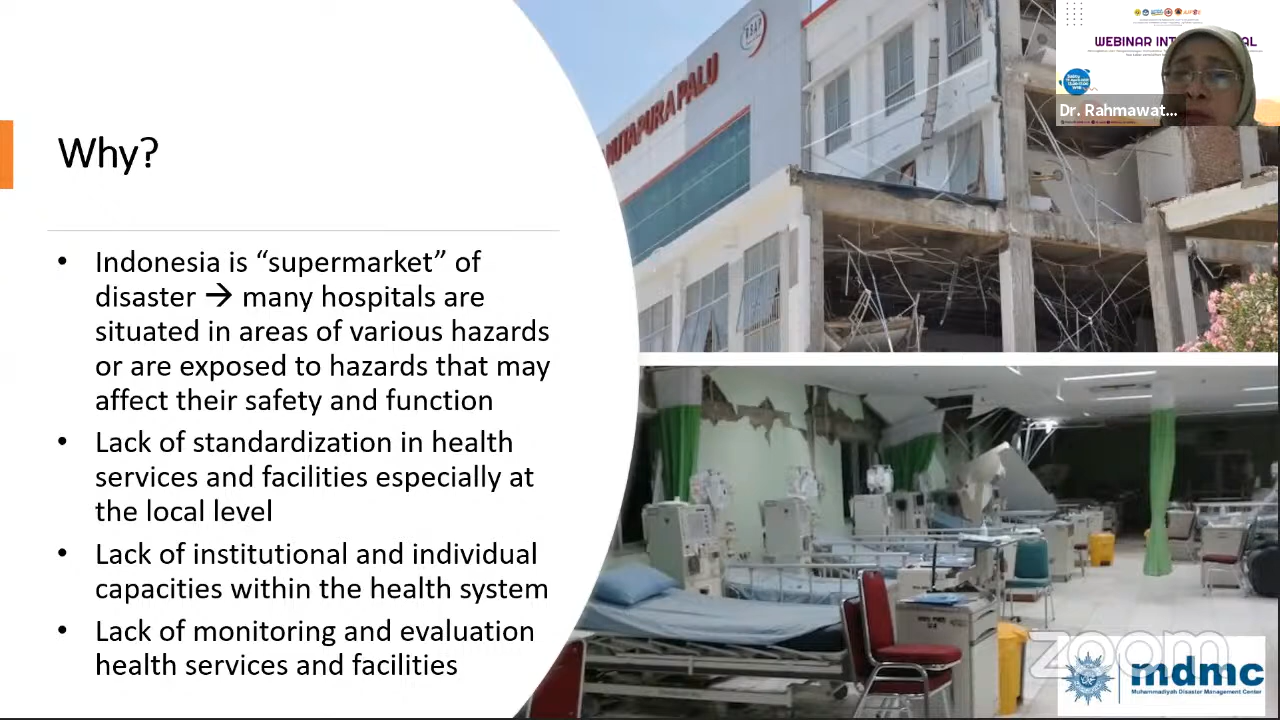 Why?
• Indonesia is “supermarket” of
disaster → many hospitals are
situated in areas of various hazards
or are exposed to hazards that may
affect their safety and function
• Lack of standardization in health
services and facilities especially at
the local level
• Lack of institutional and individual
capacities within the health system
• Lack of monitoring and evaluation
health services and facilities
PALU
WEBINAR
Dr. Rahmawat...
zoom
mdmc
Muhammadiyah Disaster Management Center